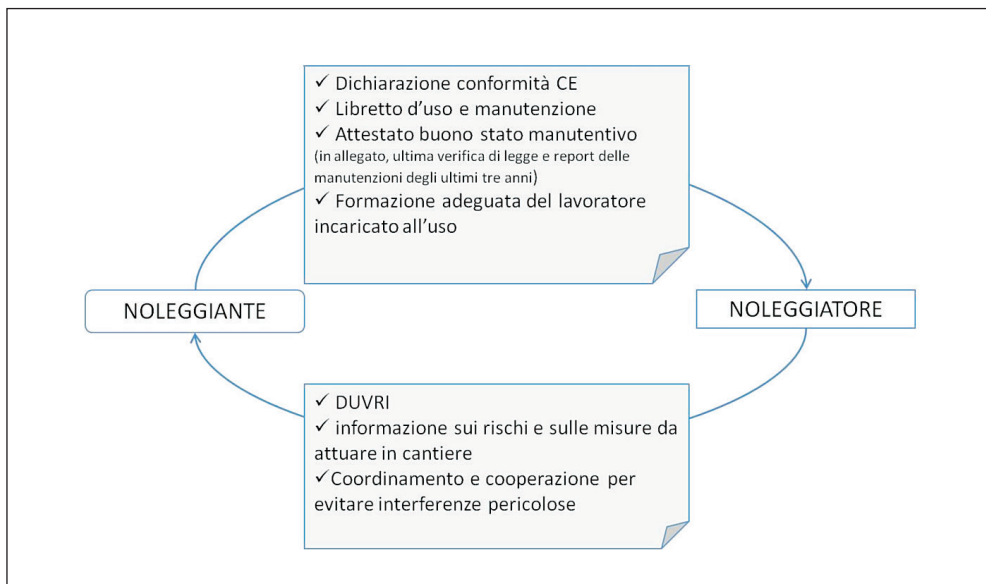 ✓ Dichiarazione conformità CE
✓ Libretto d'uso e manutenzione
✓ Attestato buono stato manutentivo
(in allegato, ultima verifica di legge e report delle
manutenzioni degli ultimi tre anni)
✓ Formazione adeguata del lavoratore
incaricato all'uso
NOLEGGIANTE
NOLEGGIATORE
✓ DUVRI
✓ informazione sui rischi e sulle misure da
attuare in cantiere
✓Coordinamento e cooperazione per
evitare interferenze pericolose